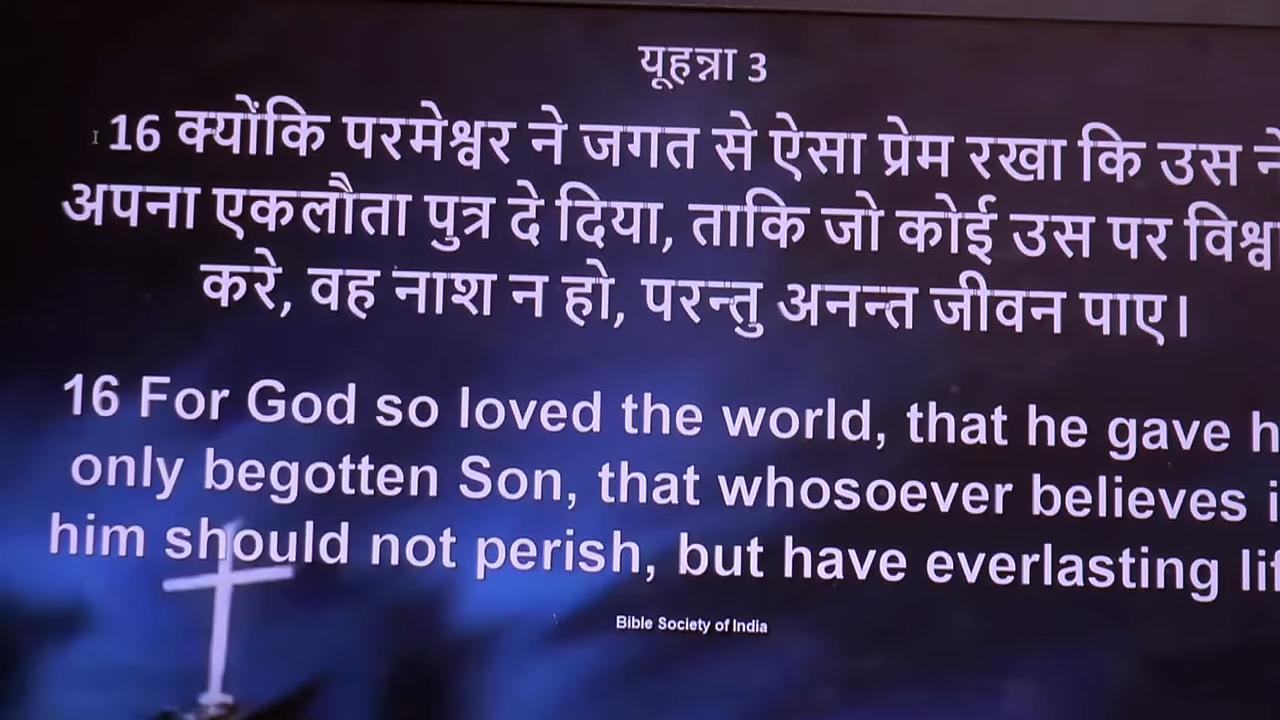 यूहन्ना 3
16 क्योंकि परमेश्वर ने जगत से ऐसा प्रेम रखा कि उस
अपना एकलौता पुत्र दे दिया, ताकि जो कोई उस पर
करे, वह नाश न हो, परन्तु अनन्त जीवन पाए।
16 For God so loved the world, that he gave
only begotten Son, that whosoever believes
him should not perish, but have everlasting
Bible Society of India